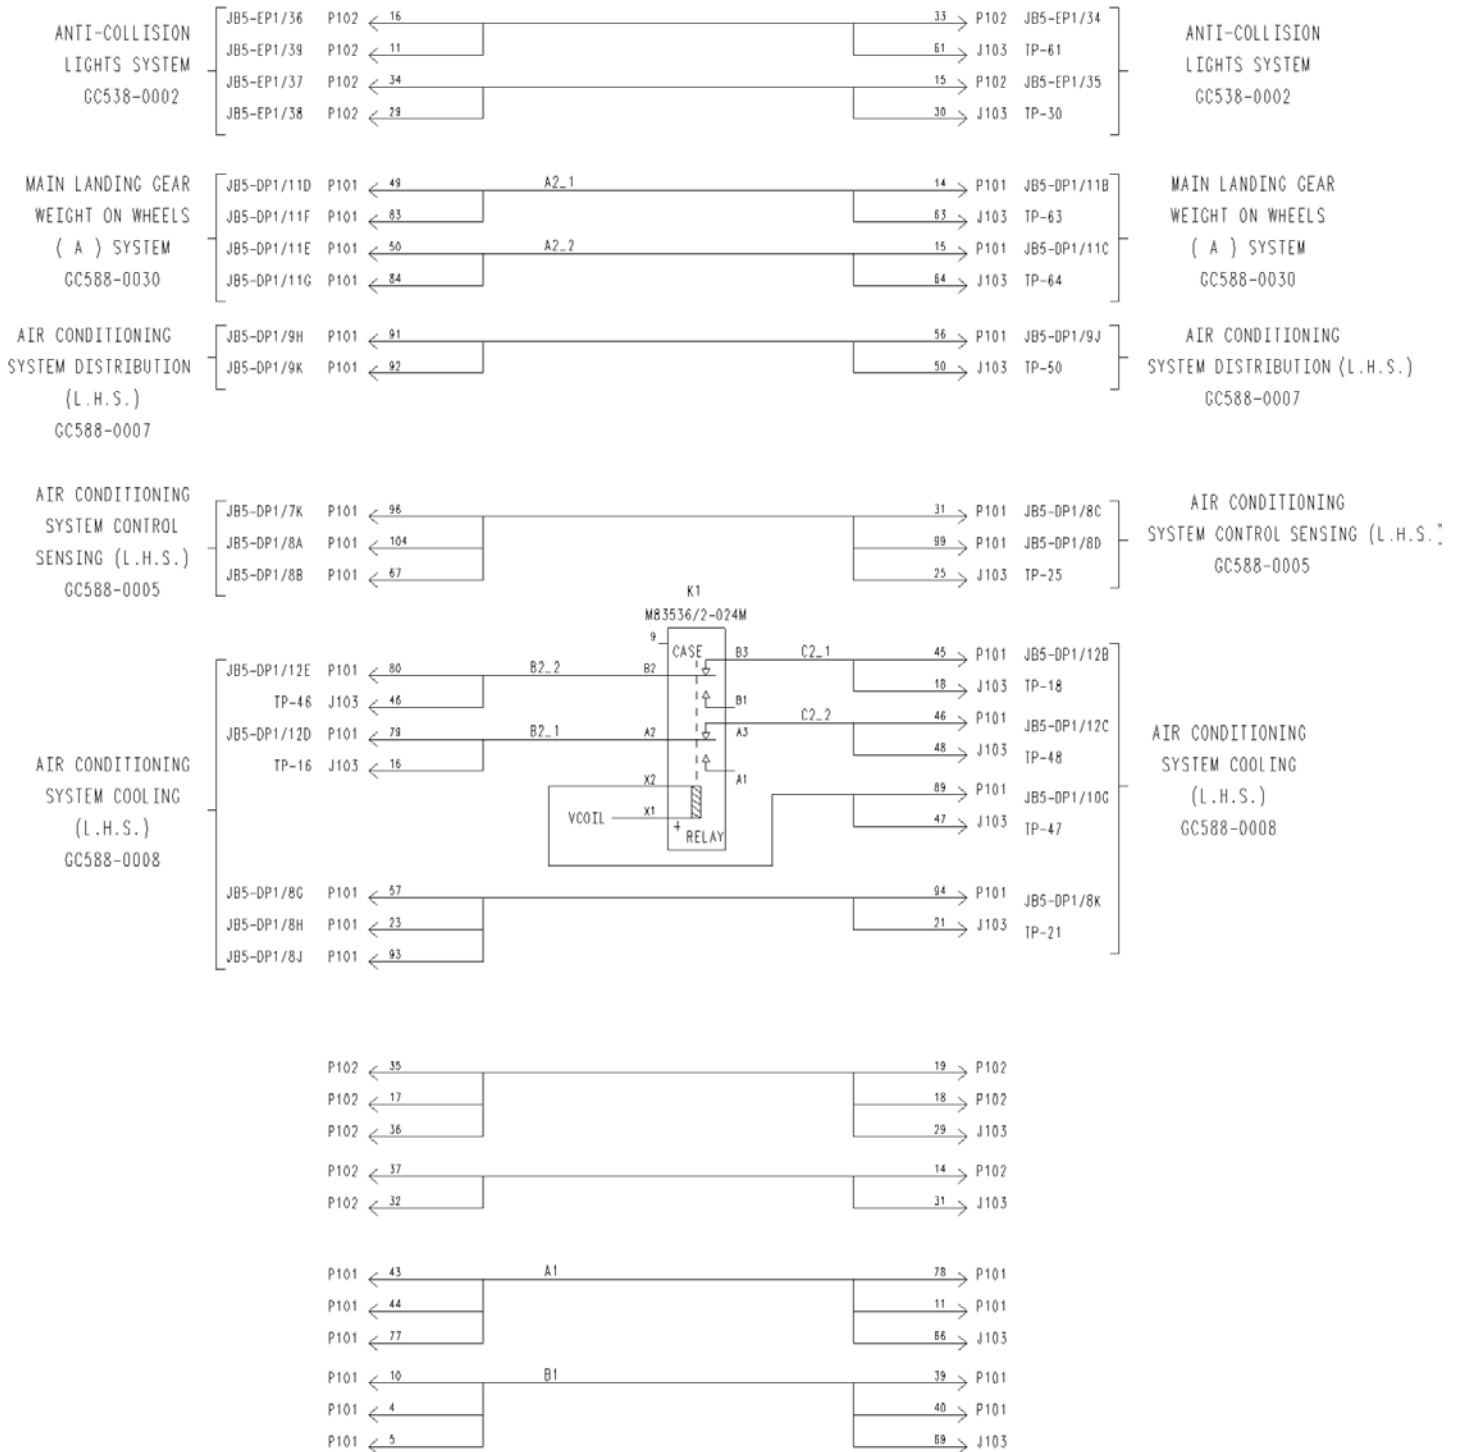 JB5-EP1/36 P102 16 33 P102 JB5-EP1/34
ANTI-COLLISION
LIGHTS SYSTEM
GC538-0002
JB5-EP1/39 P102 11 61 J103 TP-61
JB5-EP1/37 P102 34 15 P102 JB5-EP1/35
JB5-EP1/38 P102 29 30 J103 TP-30
ANTI-COLLISION
LIGHTS SYSTEM
GC538-0002
MAIN LANDING GEAR
WEIGHT ON WHEELS
( A ) SYSTEM
GC588-0030
JB5-DP1/11D P101 49 A2_1 14 P101 JB5-DP1/11B
JB5-DP1/11F P101 83 63 J103 TP-63
JB5-DP1/11E P101 50 A2_2 15 P101 JB5-DP1/11C
JB5-DP1/11G P101 84 64 J103 TP-64
MAIN LANDING GEAR
WEIGHT ON WHEELS
( A ) SYSTEM
GC588-0030
AIR CONDITIONING
SYSTEM DISTRIBUTION
(L.H.S.)
GC588-0007
JB5-DP1/9H P101 91 56 P101 JB5-DP1/9J
JB5-DP1/9K P101 92 50 J103 TP-50
AIR CONDITIONING
SYSTEM DISTRIBUTION (L.H.S.)
GC588-0007
AIR CONDITIONING
SYSTEM CONTROL
SENSING (L.H.S.)
GC588-0005
JB5-DP1/7K P101 96 31 P101 JB5-DP1/8C
JB5-DP1/8A P101 104 99 P101 JB5-DP1/8D
JB5-DP1/8B P101 67 25 J103 TP-25
AIR CONDITIONING
SYSTEM CONTROL SENSING (L.H.S.
GC588-0005
K1
M83536/2-024M
9
CASE
JB5-DP1/12E P101 80 B2_2 B2 B3 C2_1 45 P101 JB5-DP1/12B
TP-46 J103 46 B1 18 J103 TP-18
JB5-DP1/12D P101 79 B2_1 A2 A3 C2_2 46 P101 JB5-DP1/12C
TP-16 J103 16 A1 48 J103 TP-48
X2 89 P101 JB5-DP1/10G
VCOIL X1 + 47 J103 TP-47
RELAY
AIR CONDITIONING
SYSTEM COOLING
(L.H.S.)
GC588-0008
AIR CONDITIONING
SYSTEM COOLING
(L.H.S.)
GC588-0008
JB5-DP1/8G P101 57 94 P101 JB5-DP1/8K
JB5-DP1/8H P101 23 21 J103 TP-21
JB5-DP1/8J P101 93
P102 35 19 P102
P102 17 18 P102
P102 36 29 J103
P102 37 14 P102
P102 32 31 J103
P101 43 A1 78 P101
P101 44 11 P101
P101 77 66 J103
P101 10 B1 39 P101
P101 4 40 P101
P101 5 69 J103